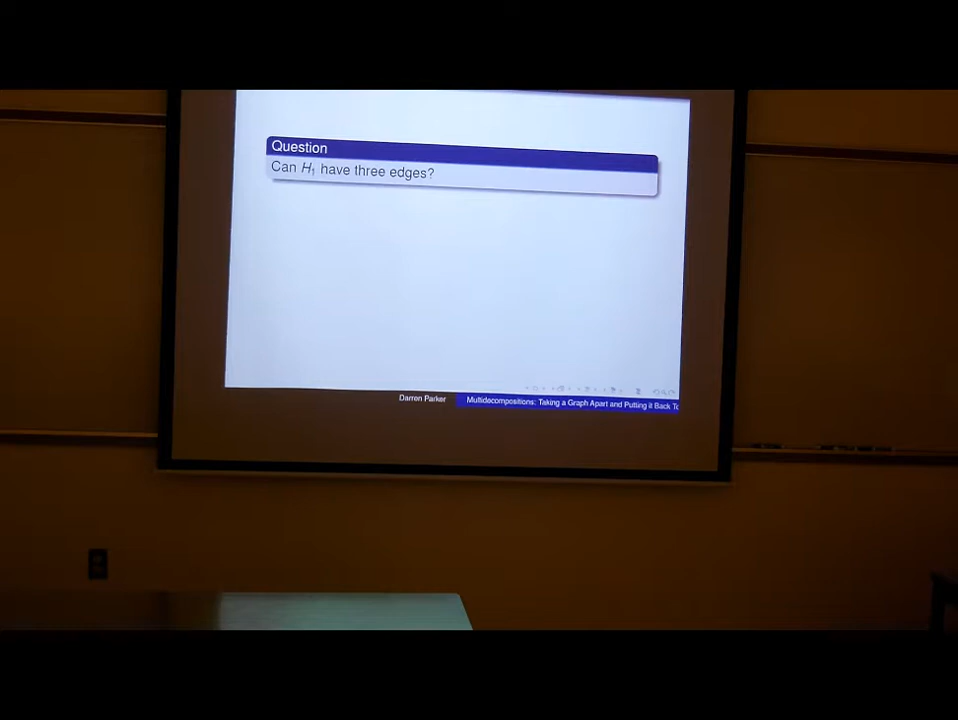 Question
Can H₁ have three edges?
Darren Parker
Multidecompositions: Taking a Graph Apart and Putting it Back To